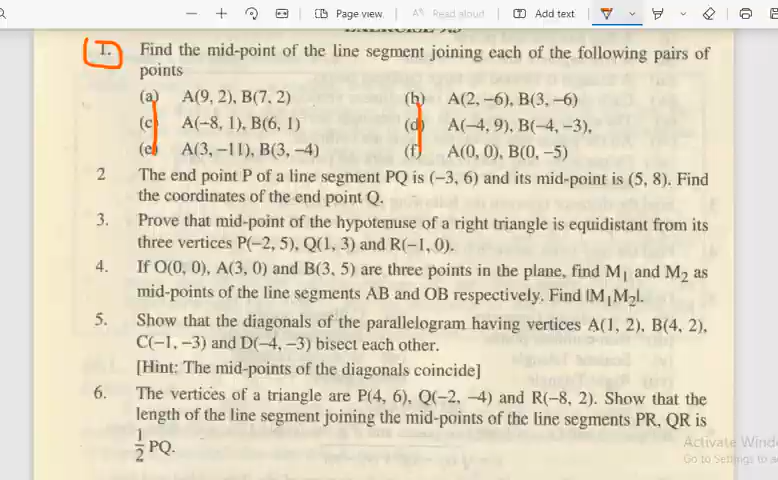 Page view
Read aloud
Add text
EXERCISE 9.3
1. Find the mid-point of the line segment joining each of the following pairs of
points
(a) A(9, 2), B(7, 2) (b) A(2, −6), B(3, −6)
(c) A(−8, 1), B(6, 1) (d) A(−4, 9), B(−4, −3),
(e) A(3, −11), B(3, −4) (f) A(0, 0), B(0, −5)
2 The end point P of a line segment PQ is (−3, 6) and its mid-point is (5, 8). Find
the coordinates of the end point Q.
3. Prove that mid-point of the hypotenuse of a right triangle is equidistant from its
three vertices P(−2, 5), Q(1, 3) and R(−1, 0).
4. If O(0, 0), A(3, 0) and B(3, 5) are three points in the plane, find M₁ and M₂ as
mid-points of the line segments AB and OB respectively. Find |M₁M₂|.
5. Show that the diagonals of the parallelogram having vertices A(1, 2), B(4, 2),
C(−1, −3) and D(−4, −3) bisect each other.
[Hint: The mid-points of the diagonals coincide]
6. The vertices of a triangle are P(4, 6), Q(−2, −4) and R(−8, 2). Show that the
length of the line segment joining the mid-points of the line segments PR, QR is
1/2 PQ.
Activate Wind
Go to Settings to a